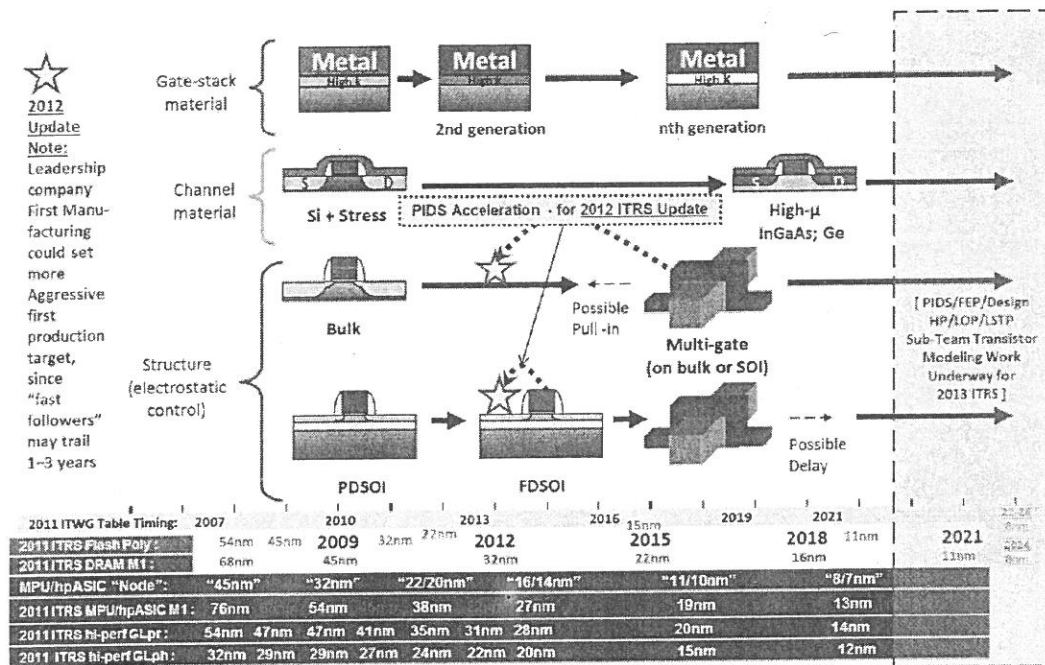 2012
Update
Note:
Leadership
company
First Manu-
facturing
could set
more
Aggressive
first
production
target,
since
"fast
followers"
may trail
1~3 years
Gate-stack
material
Metal
High k
Metal
High k
2nd generation
Metal
High k
nth generation
Channel
material
S D
Si + Stress
S D
High-µ
InGaAs; Ge
PIDS Acceleration - for 2012 ITRS Update
Structure
(electrostatic
control)
Bulk
Possible
Pull-in
Multi-gate
(on bulk or SOI)
PDSOI
FDSOI
Possible
Delay
[ PIDS/FEP/Design
HP/LOP/LSTP
Sub-Team Transistor
Modeling Work
Underway for
2013 ITRS ]
2011 ITWG Table Timing: 2007 2010 2013 2016 2019 2021
2011 ITRS Flash Poly : 54nm 45nm 2009 32nm 22nm 2012 15nm 2015 2018 11nm 2021
2011 ITRS DRAM M1 : 68nm 45nm 32nm 22nm 16nm 11nm
MPU/hpASIC "Node": "45nm" "32nm" "22/20nm" "16/14nm" "11/10nm" "8/7nm"
2011 ITRS MPU/hpASIC M1 : 76nm 54nm 38nm 27nm 19nm 13nm
2011 ITRS hi-perf GLpr : 54nm 47nm 47nm 41nm 35nm 31nm 28nm 20nm 14nm
2011 ITRS hi-perf GLph : 32nm 29nm 29nm 27nm 24nm 22nm 20nm 15nm 12nm